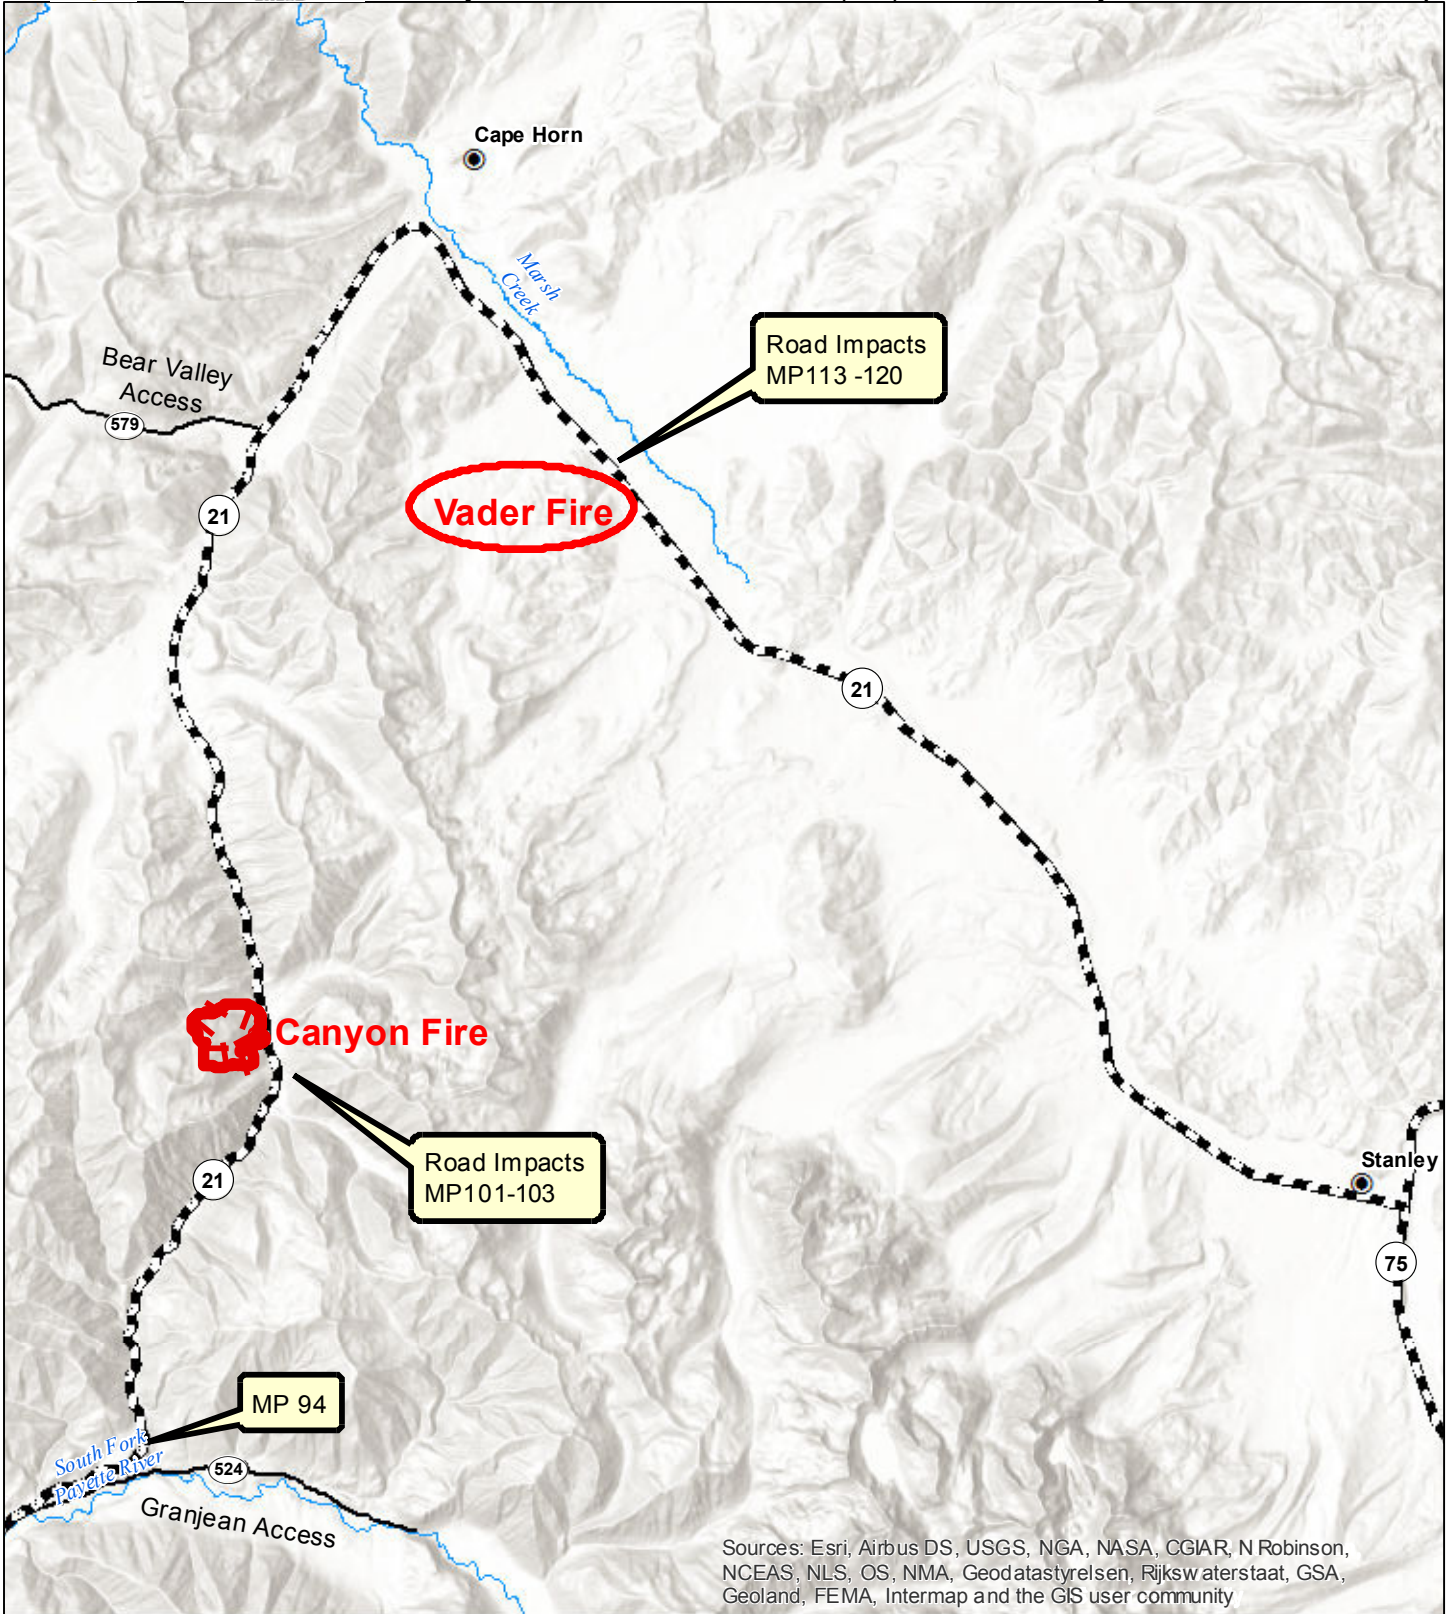 Cape Horn
Marsh
Creek
Road Impacts
MP113 -120
Bear Valley
Access
579
21
Vader Fire
21
Canyon Fire
Road Impacts
MP101-103
21
Stanley
75
MP 94
South Fork
Payette River
524
Granjean Access
Sources: Esri, Airbus DS, USGS, NGA, NASA, CGIAR, N Robinson,
NCEAS, NLS, OS, NMA, Geodatastyrelsen, Rijkswaterstaat, GSA,
Geoland, FEMA, Intermap and the GIS user community